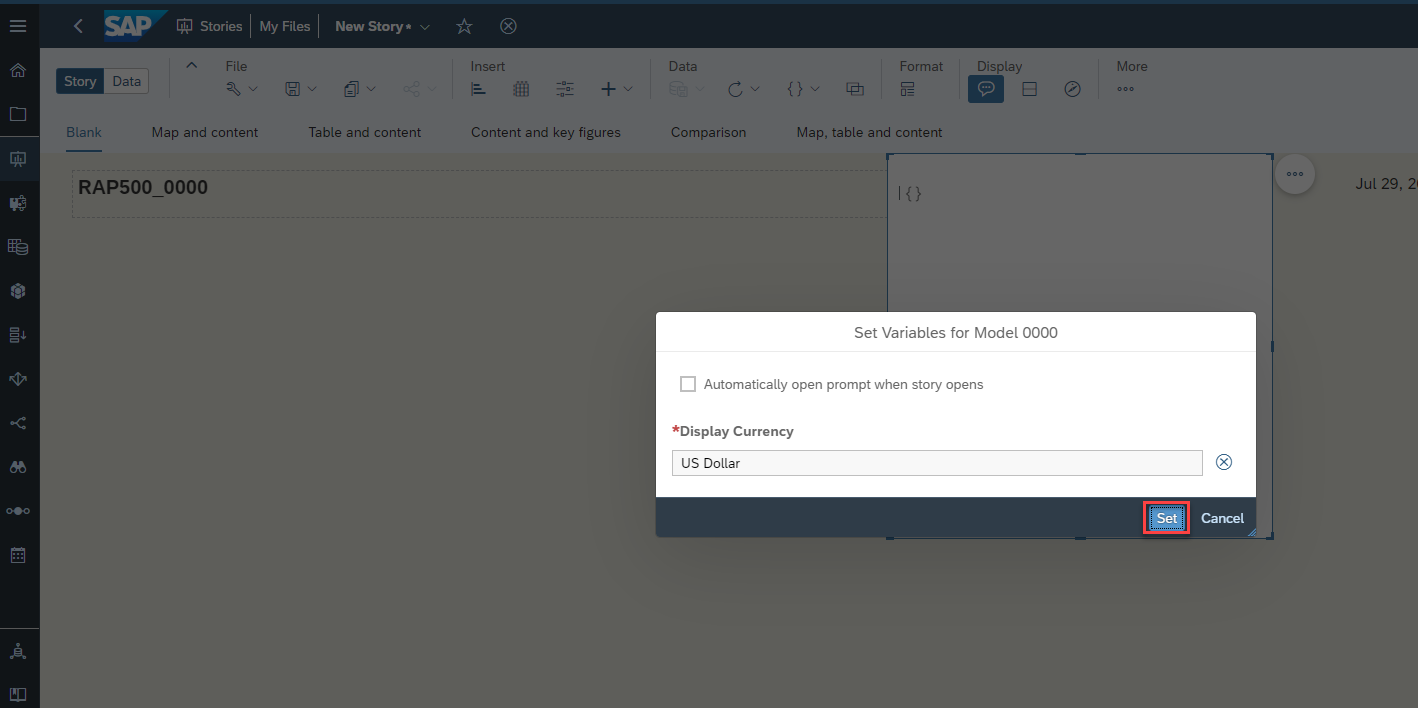 SAP Stories My Files New Story •
Story Data File Insert Data Format Display More
Blank Map and content Table and content Content and key figures Comparison Map, table and content
RAP500_0000
{}
Jul 29, 20
Set Variables for Model 0000
Automatically open prompt when story opens
*Display Currency
US Dollar
Set Cancel